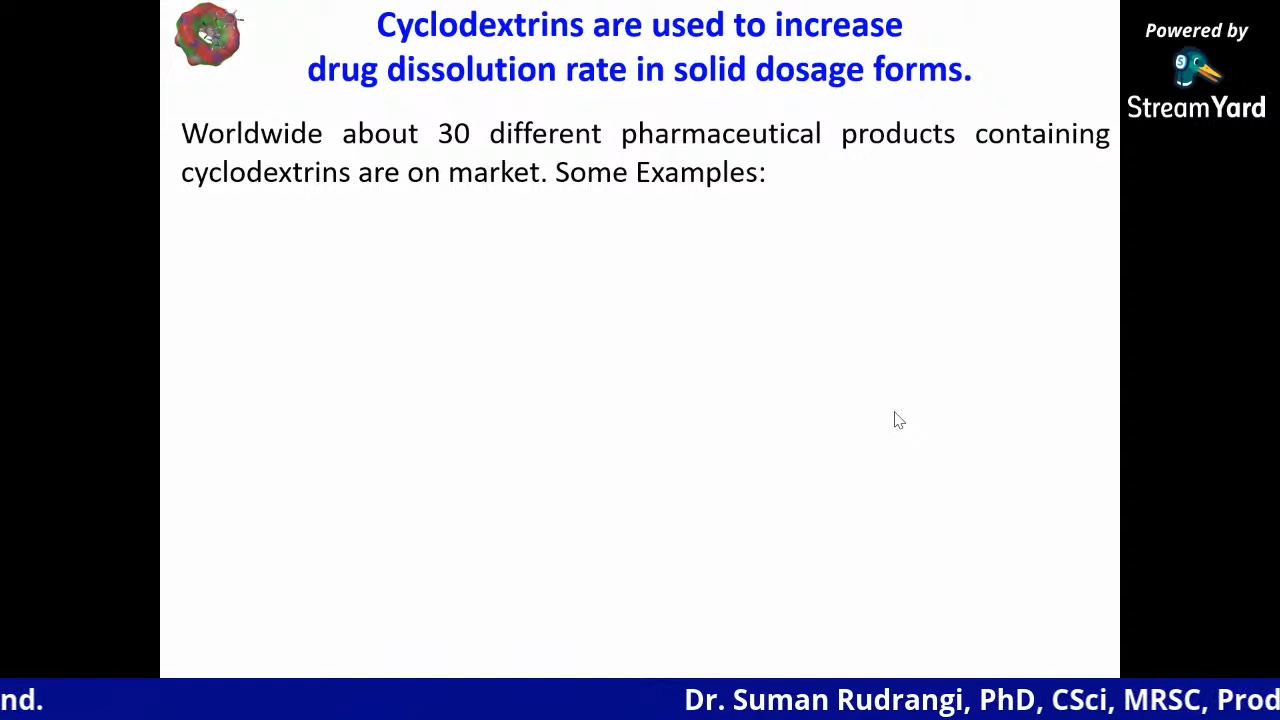 Cyclodextrins are used to increase
drug dissolution rate in solid dosage forms.
Powered by
StreamYard
Worldwide about 30 different pharmaceutical products containing
cyclodextrins are on market. Some Examples:
nd. Dr. Suman Rudrangi, PhD, CSci, MRSC, Prod